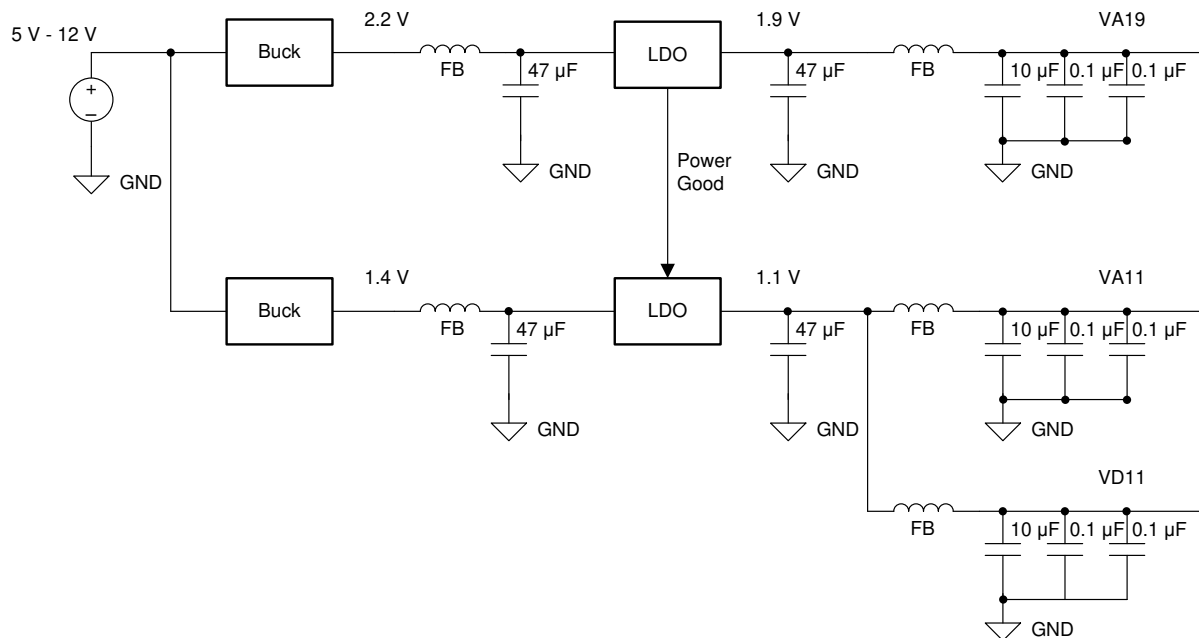 5 V - 12 V
2.2 V
1.9 V
VA19
Buck
LDO
FB
47 µF
47 µF
FB
10 µF
0.1 µF
0.1 µF
+
–
GND
GND
Power
Good
GND
GND
1.4 V
1.1 V
VA11
Buck
LDO
FB
47 µF
47 µF
FB
10 µF
0.1 µF
0.1 µF
GND
GND
GND
VD11
FB
10 µF
0.1 µF
0.1 µF
GND